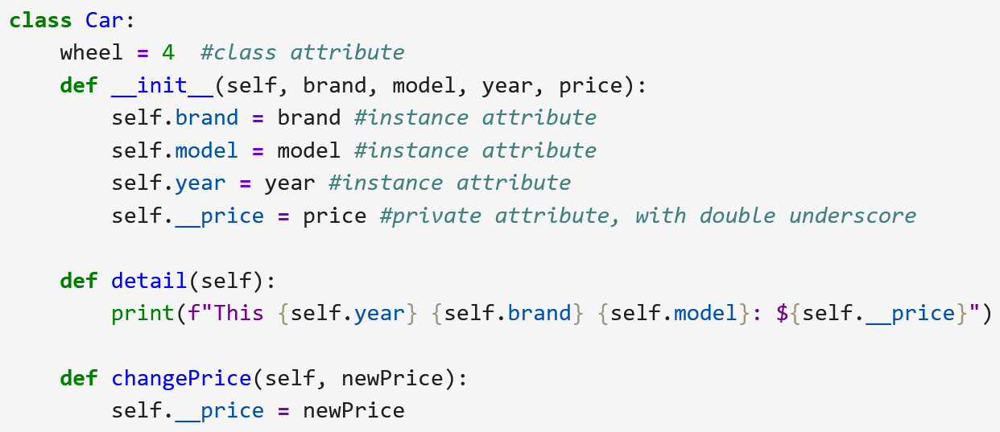 class Car:
    wheel = 4  #class attribute
    def __init__(self, brand, model, year, price):
        self.brand = brand #instance attribute
        self.model = model #instance attribute
        self.year = year #instance attribute
        self.__price = price #private attribute, with double underscore

    def detail(self):
        print(f"This {self.year} {self.brand} {self.model}: ${self.__price}")

    def changePrice(self, newPrice):
        self.__price = newPrice